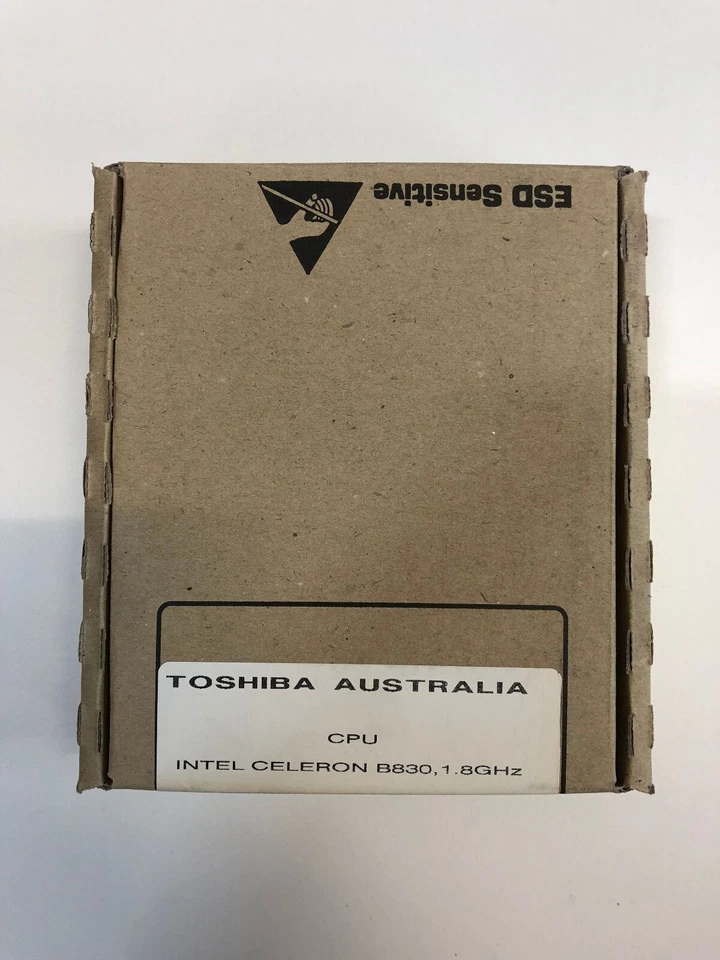 ESD Sensitive
TOSHIBA AUSTRALIA
CPU
INTEL CELERON B830,1.8GHz